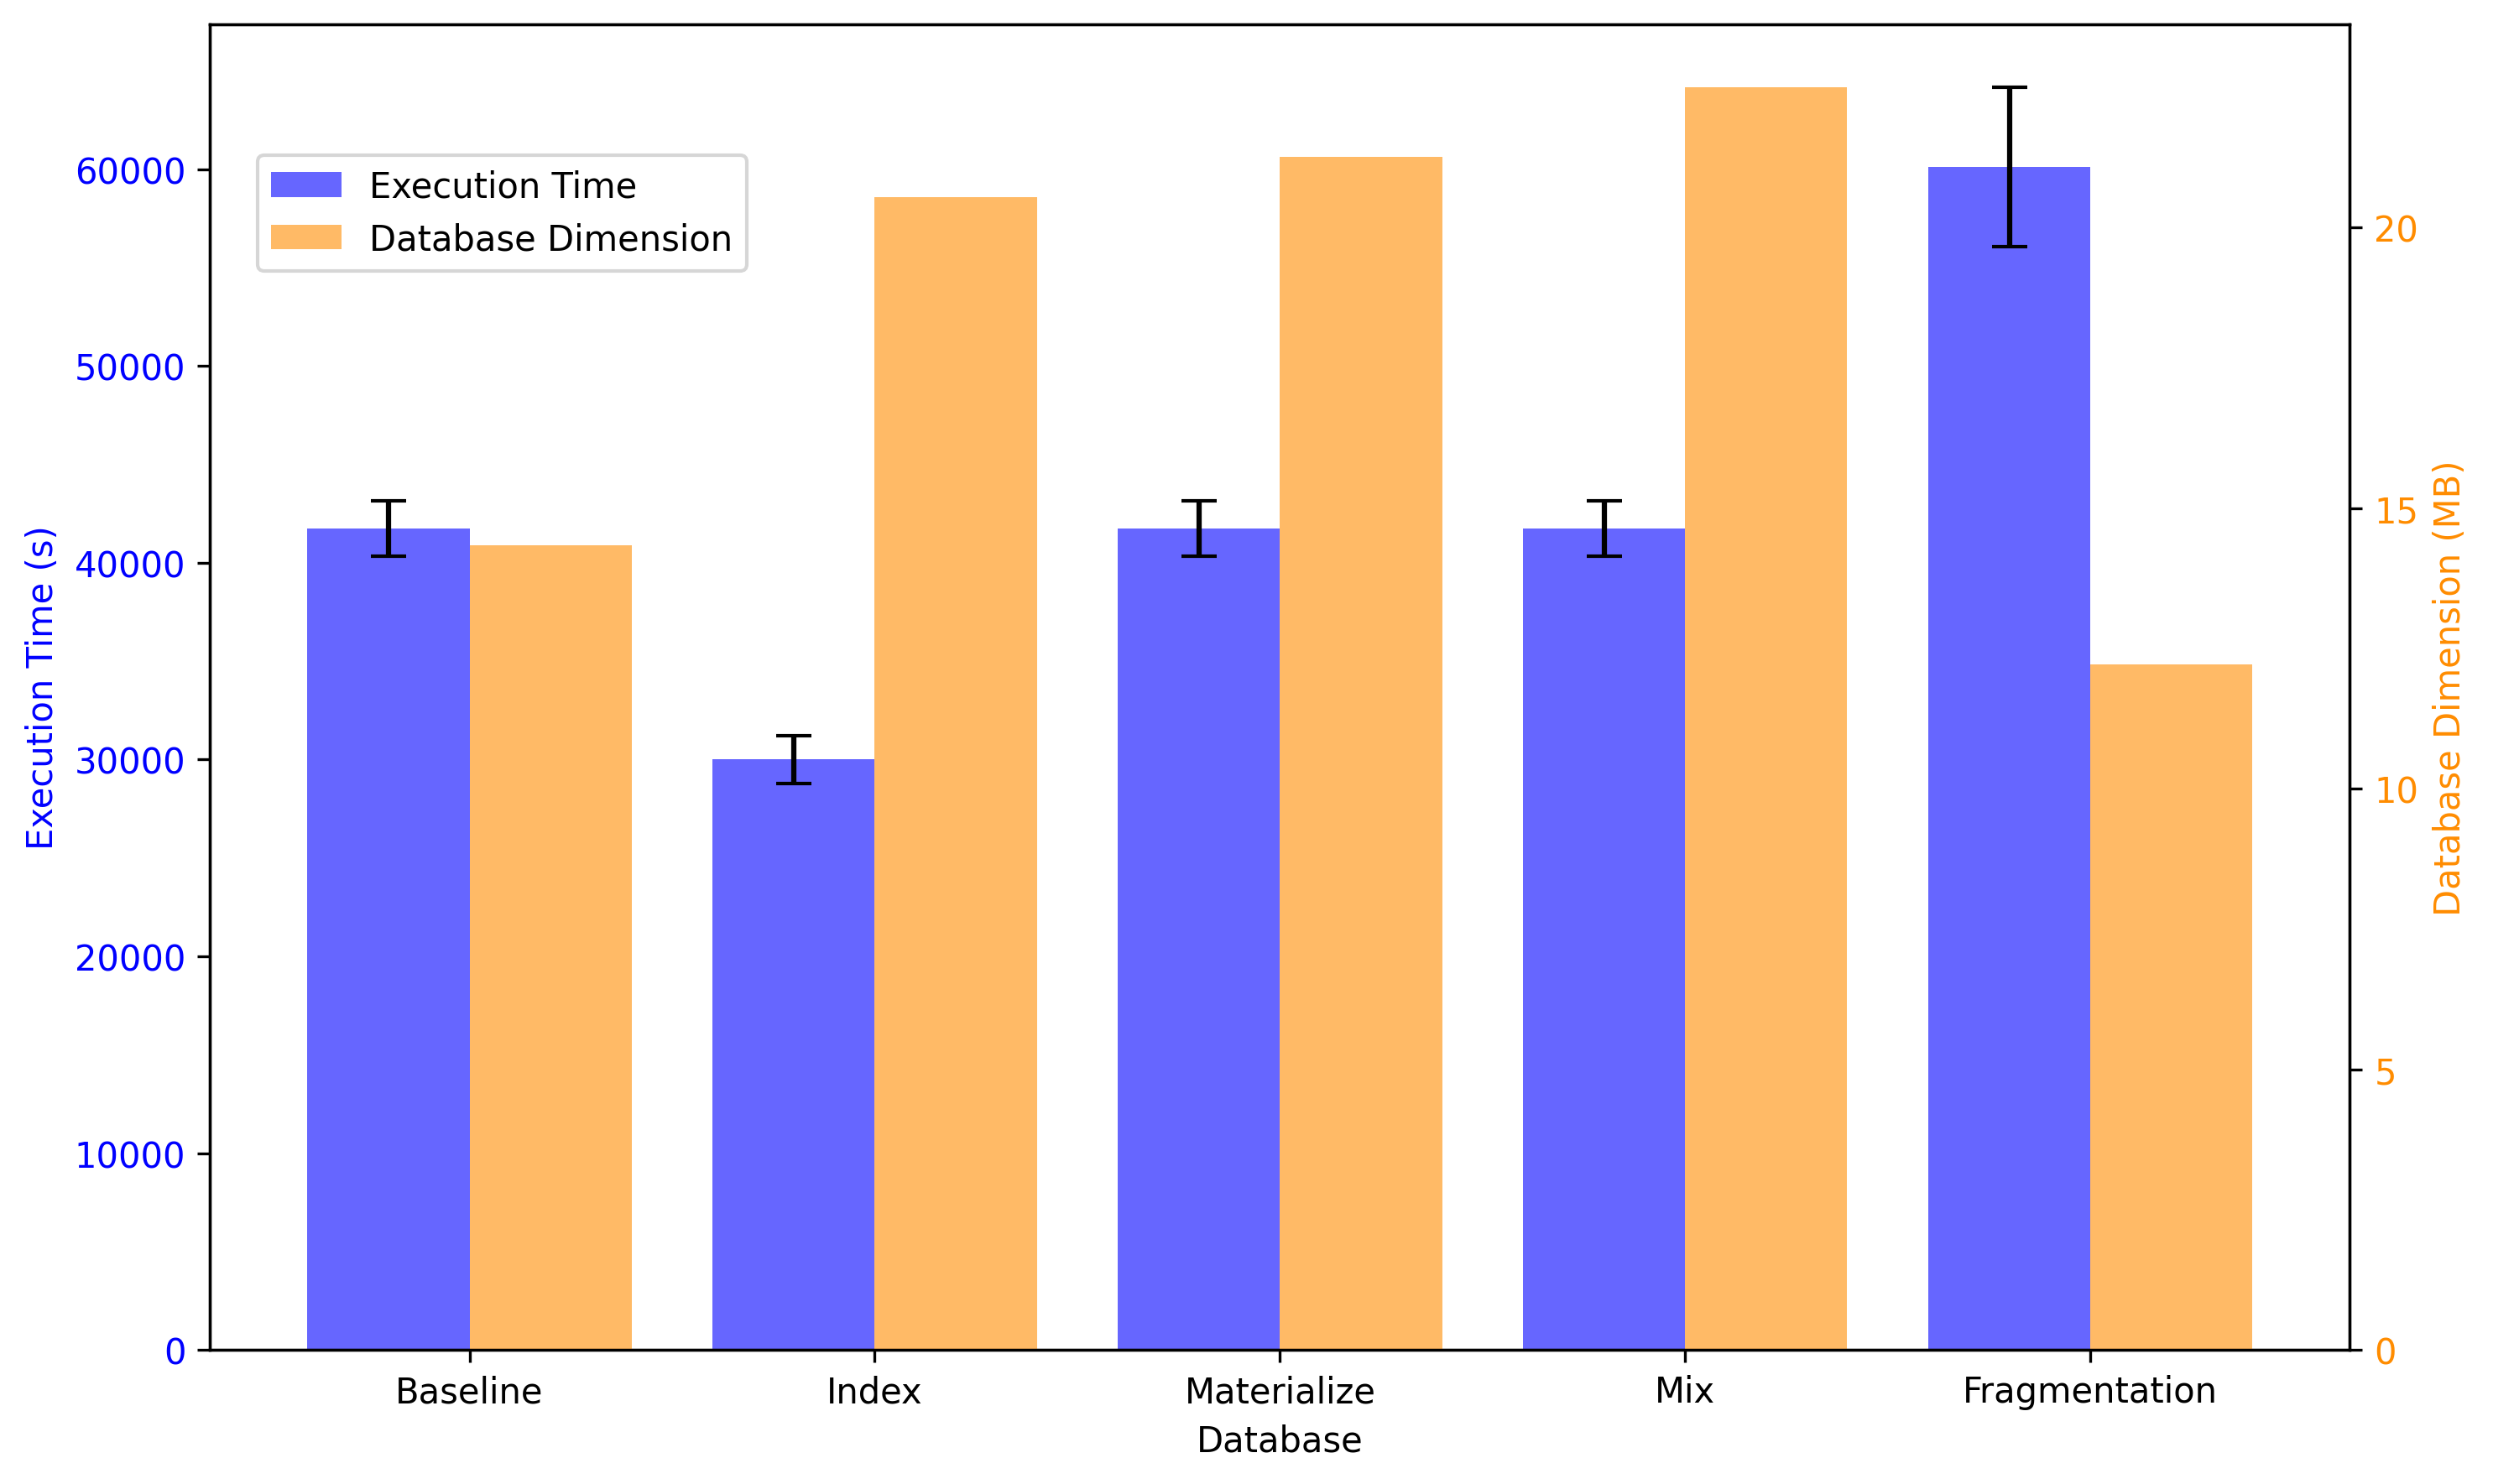 Execution Time
Database Dimension
Execution Time (s)
60000
50000
40000
30000
20000
10000
0
20
15
10
5
0
Database Dimension (MB)
Baseline
Index
Materialize
Mix
Fragmentation
Database